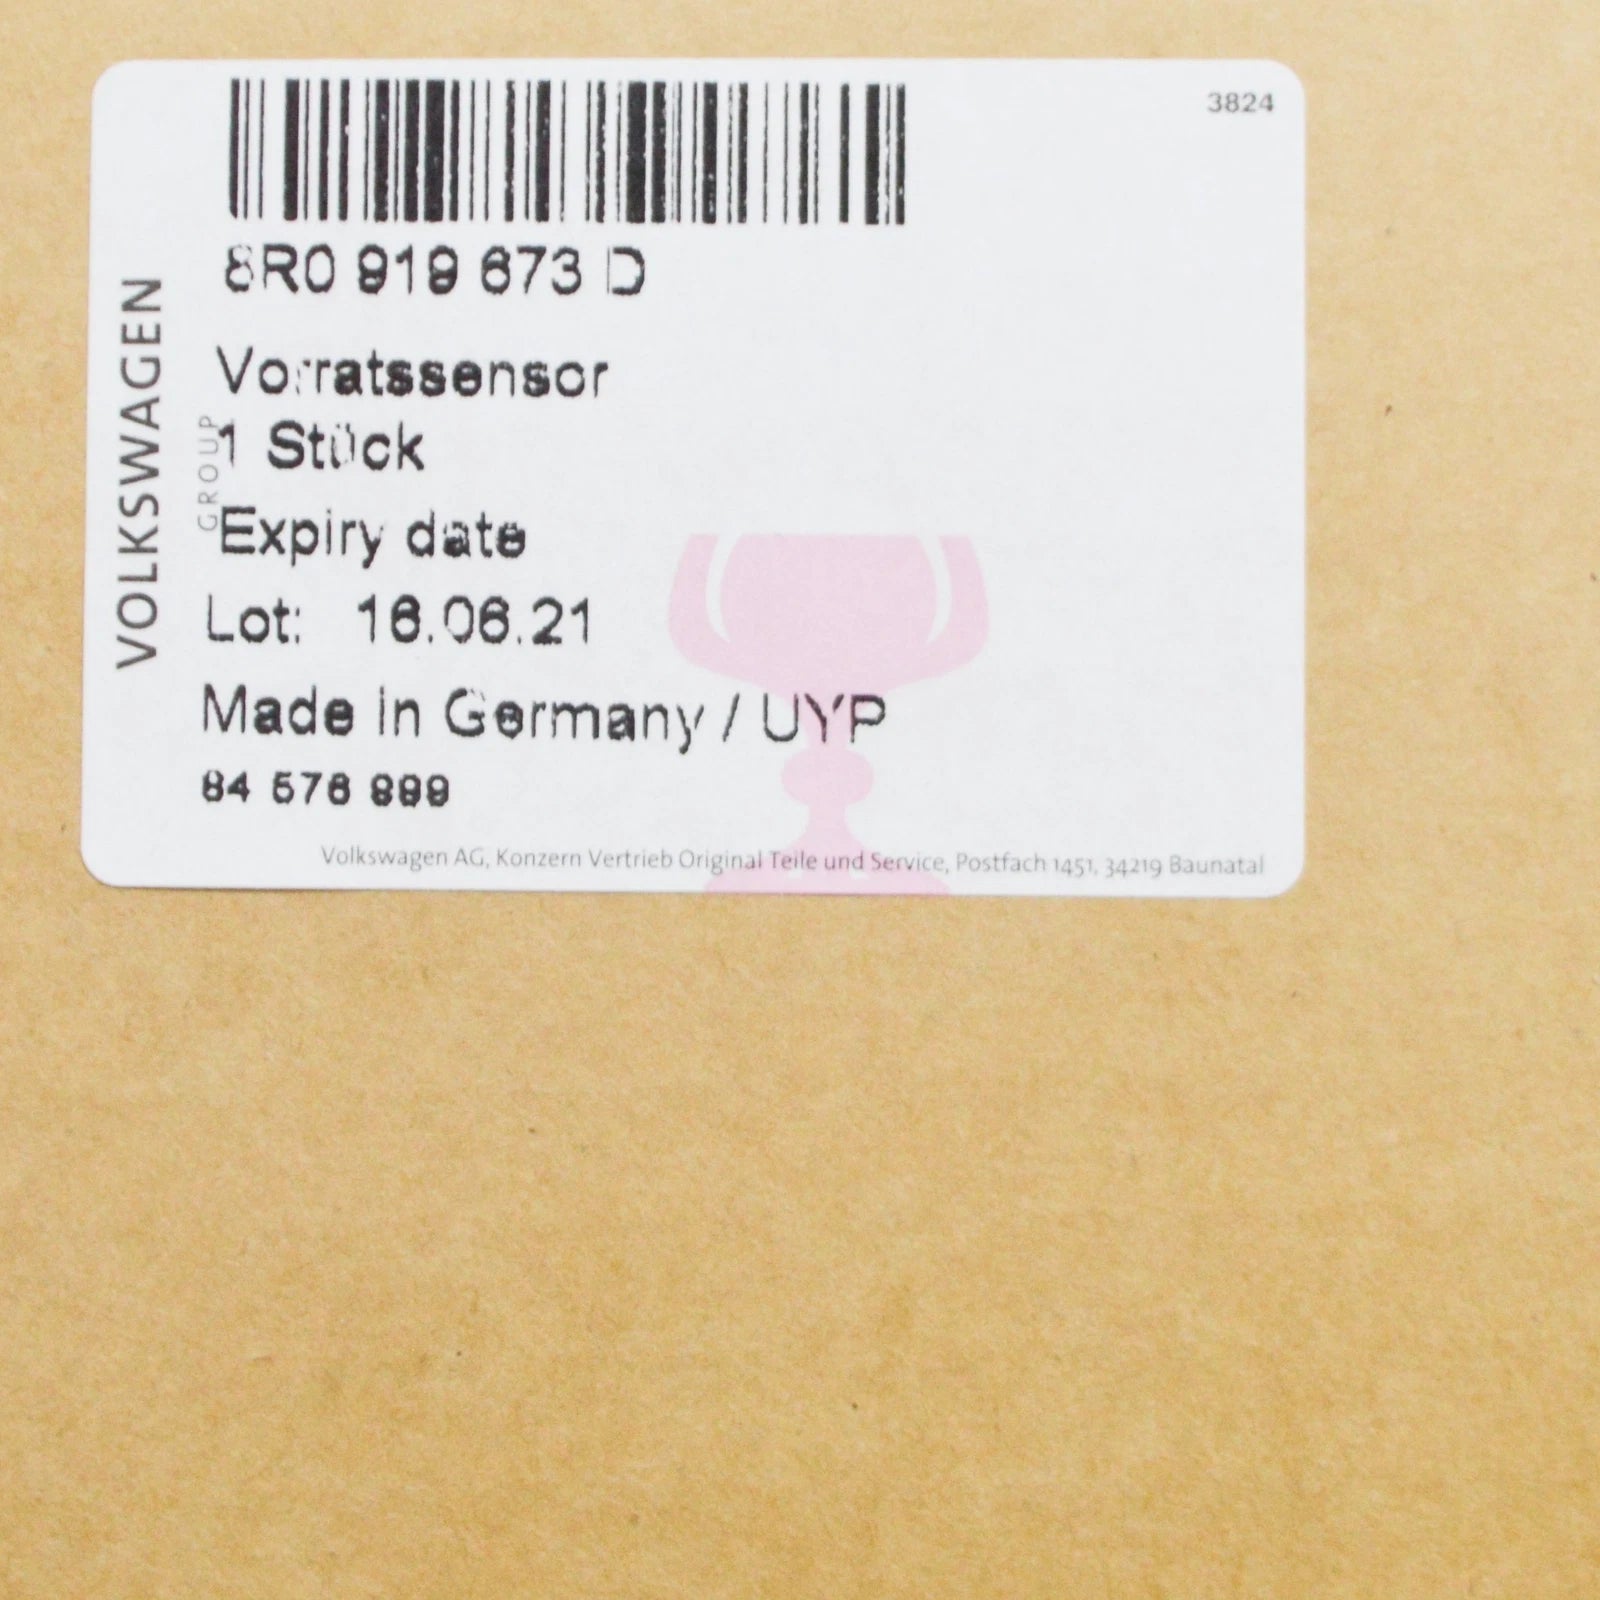 3824
8R0 919 673 D
VOLKSWAGEN
GROUP
Vorratssensor
1 Stück
Expiry date
Lot: 16.06.21
Made in Germany / UYP
84 576 999
Volkswagen AG, Konzern Vertrieb Original Teile und Service, Postfach 1451, 34219 Baunatal